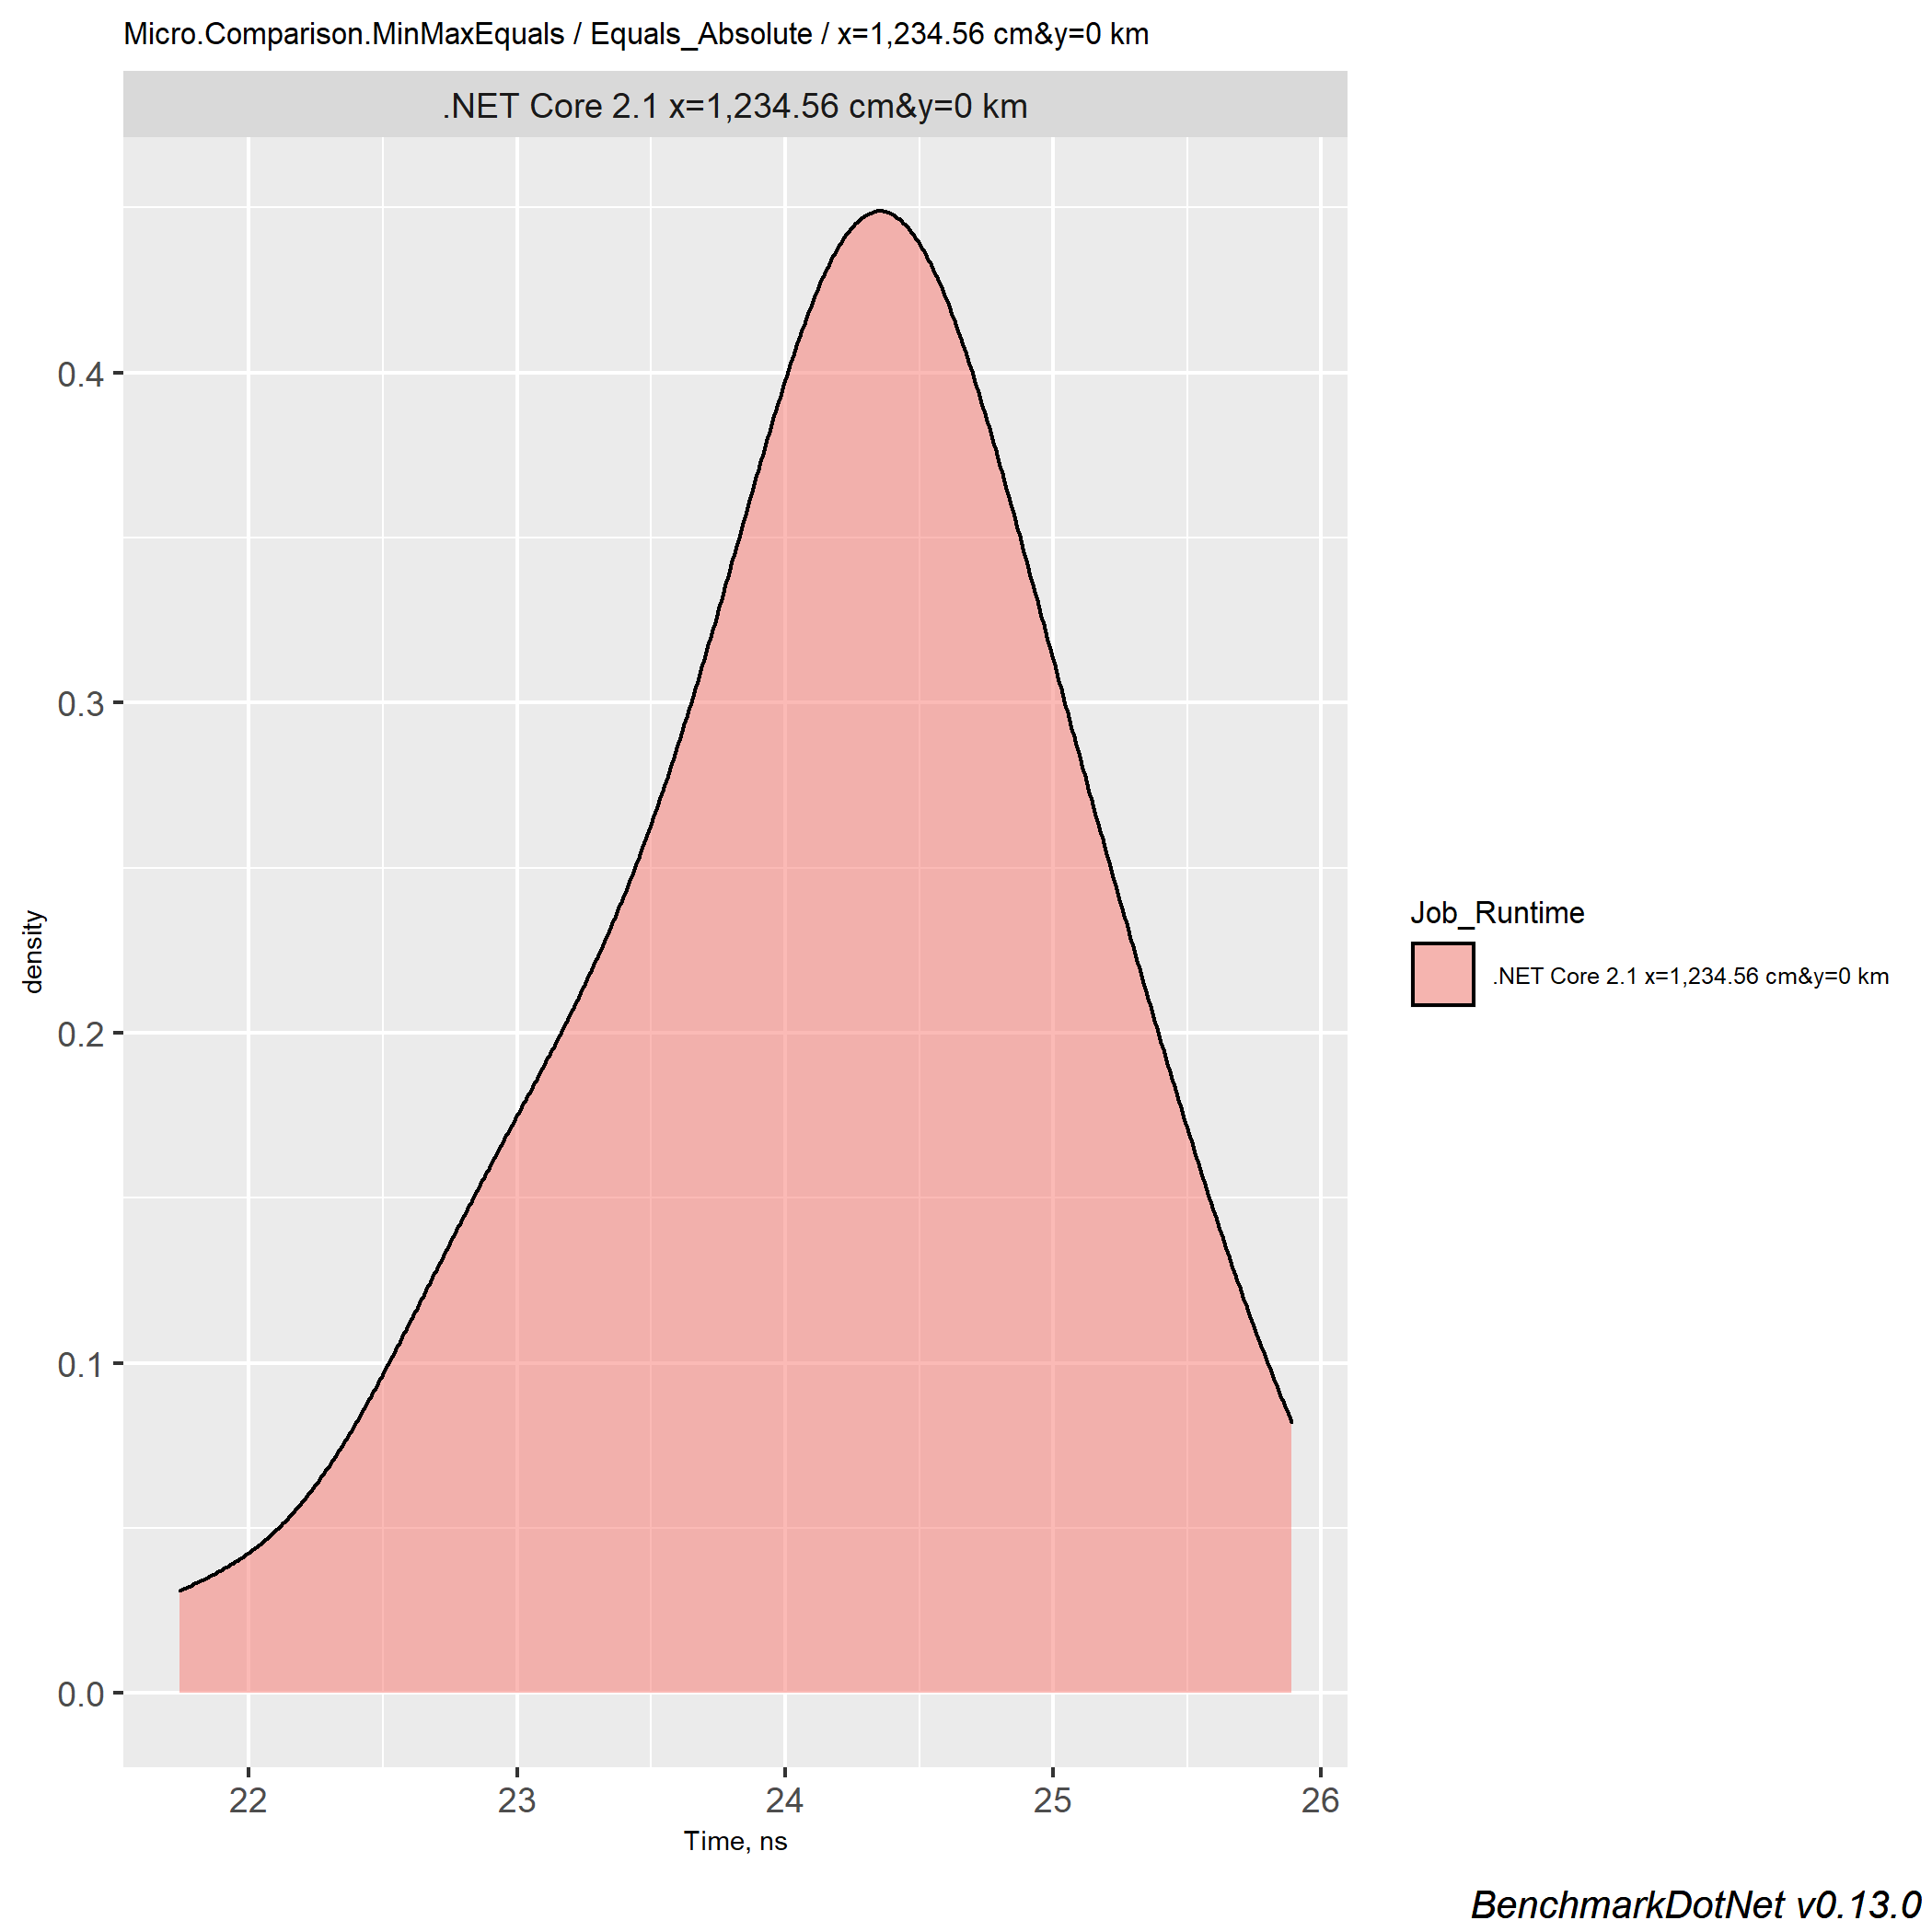 Micro.Comparison.MinMaxEquals / Equals_Absolute / x=1,234.56 cm&y=0 km
.NET Core 2.1 x=1,234.56 cm&y=0 km
0.4
0.3
0.2
0.1
0.0
density
22 23 24 25 26
Time, ns
Job_Runtime
.NET Core 2.1 x=1,234.56 cm&y=0 km
BenchmarkDotNet v0.13.0